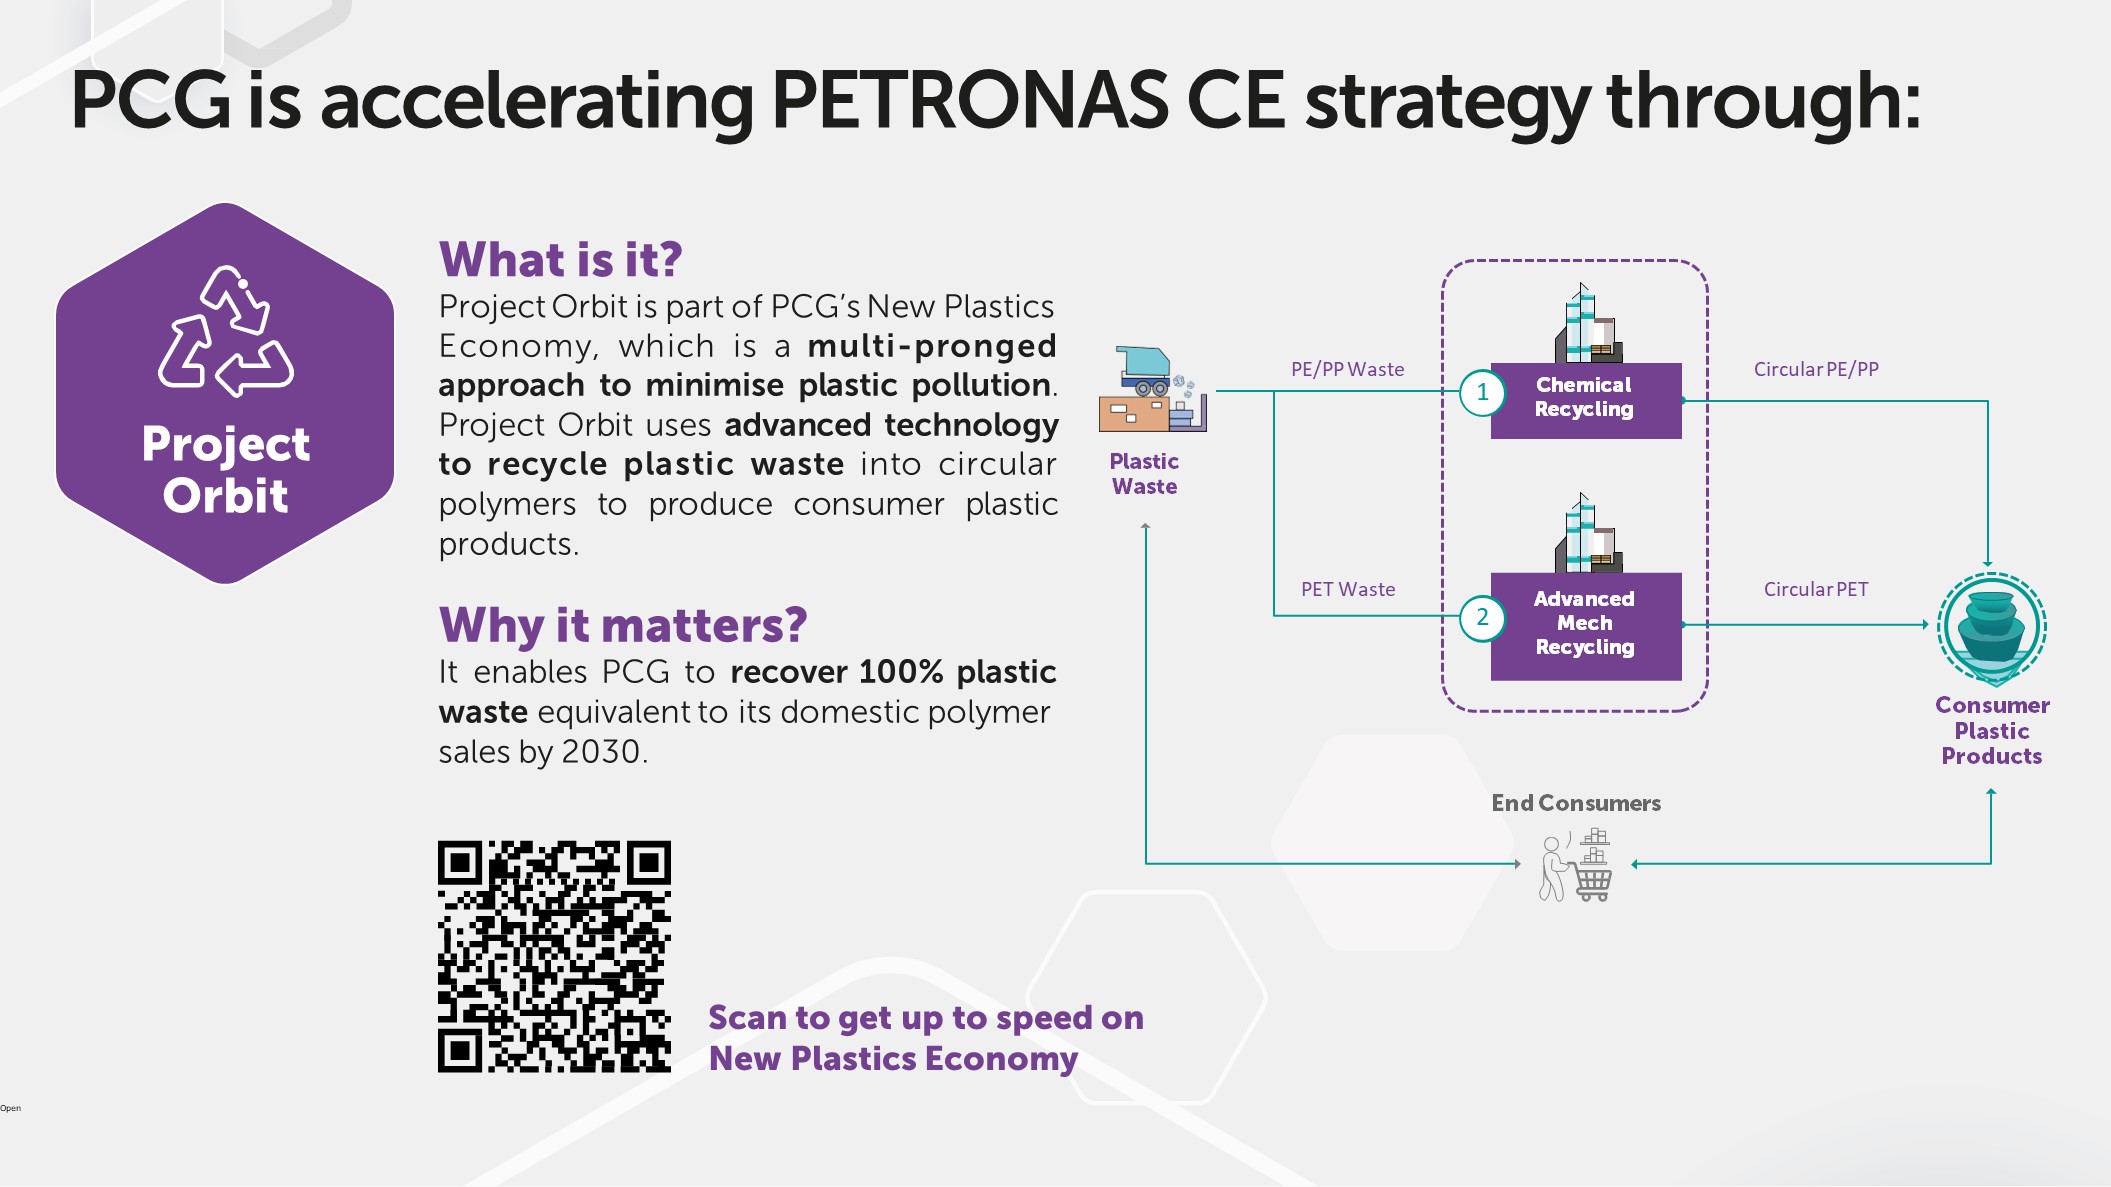 PCG is accelerating PETRONAS CE strategy through:
Project
Orbit
What is it?
Project Orbit is part of PCG's New Plastics
Economy, which is a multi-pronged
approach to minimise plastic pollution.
Project Orbit uses advanced technology
to recycle plastic waste into circular
polymers to produce consumer plastic
products.
Why it matters?
It enables PCG to recover 100% plastic
waste equivalent to its domestic polymer
sales by 2030.
Scan to get up to speed on
New Plastics Economy
Plastic
Waste
PE/PP Waste
1
Chemical
Recycling
Circular PE/PP
PET Waste
2
Advanced
Mech
Recycling
Circular PET
Consumer
Plastic
Products
End Consumers
Open